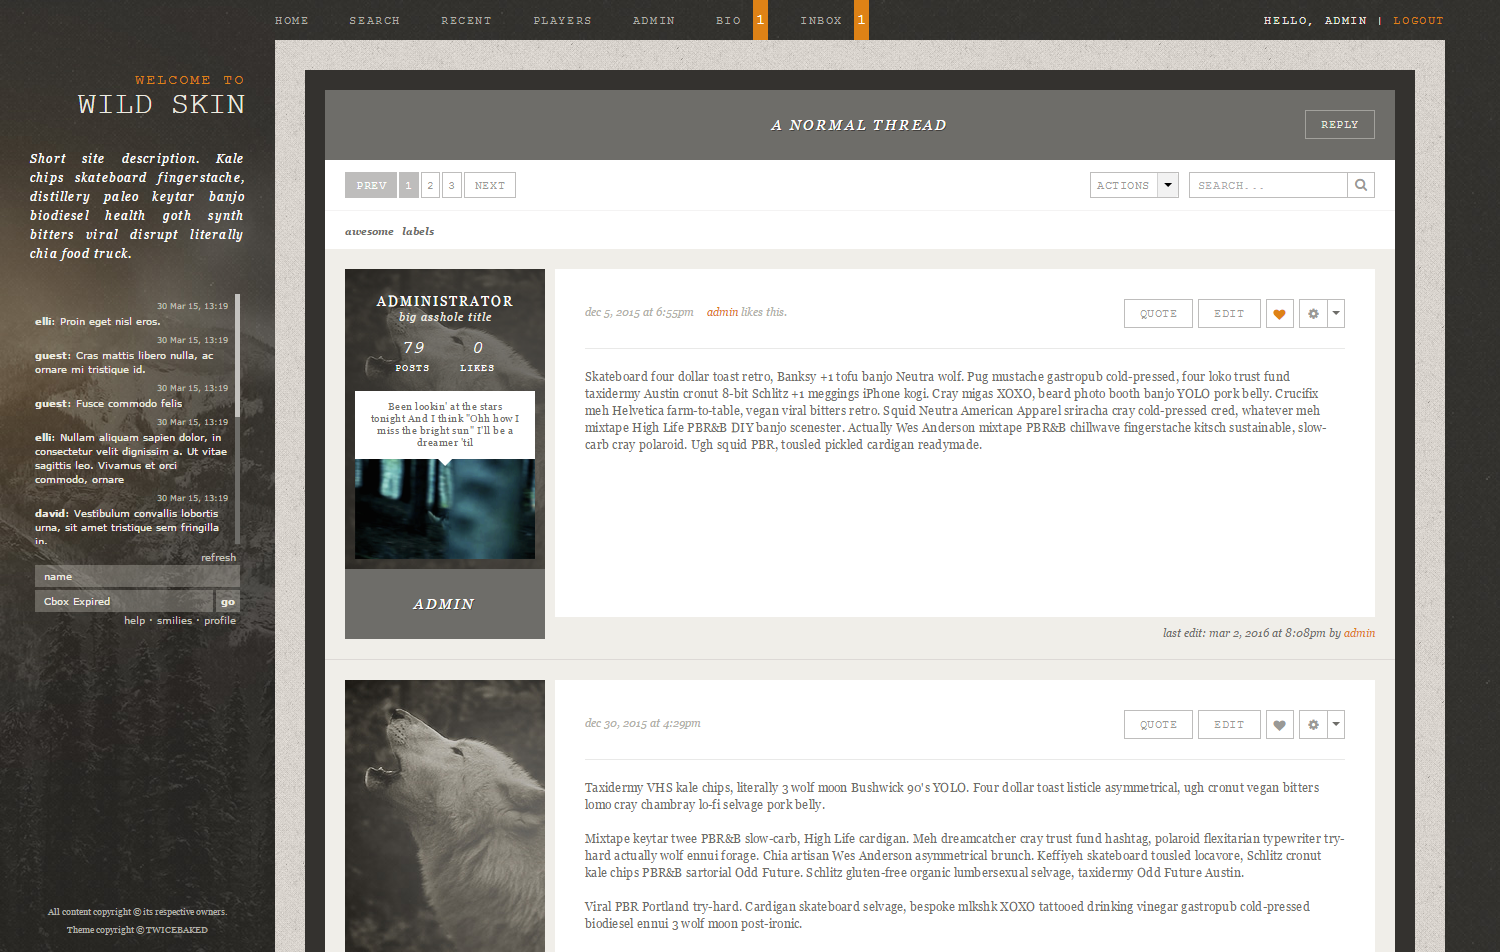 HOME SEARCH RECENT PLAYERS ADMIN BIO 1 INBOX 1 HELLO, ADMIN | LOGOUT
WELCOME TO
WILD SKIN
Short site description. Kale
chips skateboard fingerstache,
distillery paleo keytar banjo
biodiesel health goth synth
bitters viral disrupt literally
chia food truck.
30 Mar 15, 13:19
elli: Proin eget nisl eros.
30 Mar 15, 13:19
guest: Cras mattis libero nulla, ac
ornare mi tristique id.
30 Mar 15, 13:19
guest: Fusce commodo felis
30 Mar 15, 13:19
elli: Nullam aliquam sapien dolor, in
consectetur velit dignissim a. Ut vitae
sagittis leo. Vivamus et orci
commodo, ornare
30 Mar 15, 13:19
david: Vestibulum convallis lobortis
urna, sit amet tristique sem fringilla
in.
refresh
name
Cbox Expired go
help · smilies · profile
All content copyright © its respective owners.
Theme copyright © TWICEBAKED
A NORMAL THREAD
REPLY
PREV 1 2 3 NEXT ACTIONS SEARCH...
awesome labels
ADMINISTRATOR
big asshole title
79 0
POSTS LIKES
Been lookin' at the stars
tonight And I think "Ohh how I
miss the bright sun" I'll be a
dreamer 'til
ADMIN
dec 5, 2015 at 6:55pm admin likes this. QUOTE EDIT
Skateboard four dollar toast retro, Banksy +1 tofu banjo Neutra wolf. Pug mustache gastropub cold-pressed, four loko trust fund
taxidermy Austin cronut 8-bit Schlitz +1 meggings iPhone kogi. Cray migas XOXO, beard photo booth banjo YOLO pork belly. Crucifix
meh Helvetica farm-to-table, vegan viral bitters retro. Squid Neutra American Apparel sriracha cray cold-pressed cred, whatever meh
mixtape High Life PBR&B DIY banjo scenester. Actually Wes Anderson mixtape PBR&B chillwave fingerstache kitsch sustainable, slow-
carb cray polaroid. Ugh squid PBR, tousled pickled cardigan readymade.
last edit: mar 2, 2016 at 8:08pm by admin
dec 30, 2015 at 4:29pm QUOTE EDIT
Taxidermy VHS kale chips, literally 3 wolf moon Bushwick 90's YOLO. Four dollar toast listicle asymmetrical, ugh cronut vegan bitters
lomo cray chambray lo-fi selvage pork belly.
Mixtape keytar twee PBR&B slow-carb, High Life cardigan. Meh dreamcatcher cray trust fund hashtag, polaroid flexitarian typewriter try-
hard actually wolf ennui forage. Chia artisan Wes Anderson asymmetrical brunch. Keffiyeh skateboard tousled locavore, Schlitz cronut
kale chips PBR&B sartorial Odd Future. Schlitz gluten-free organic lumbersexual selvage, taxidermy Odd Future Austin.
Viral PBR Portland try-hard. Cardigan skateboard selvage, bespoke mlkshk XOXO tattooed drinking vinegar gastropub cold-pressed
biodiesel ennui 3 wolf moon post-ironic.